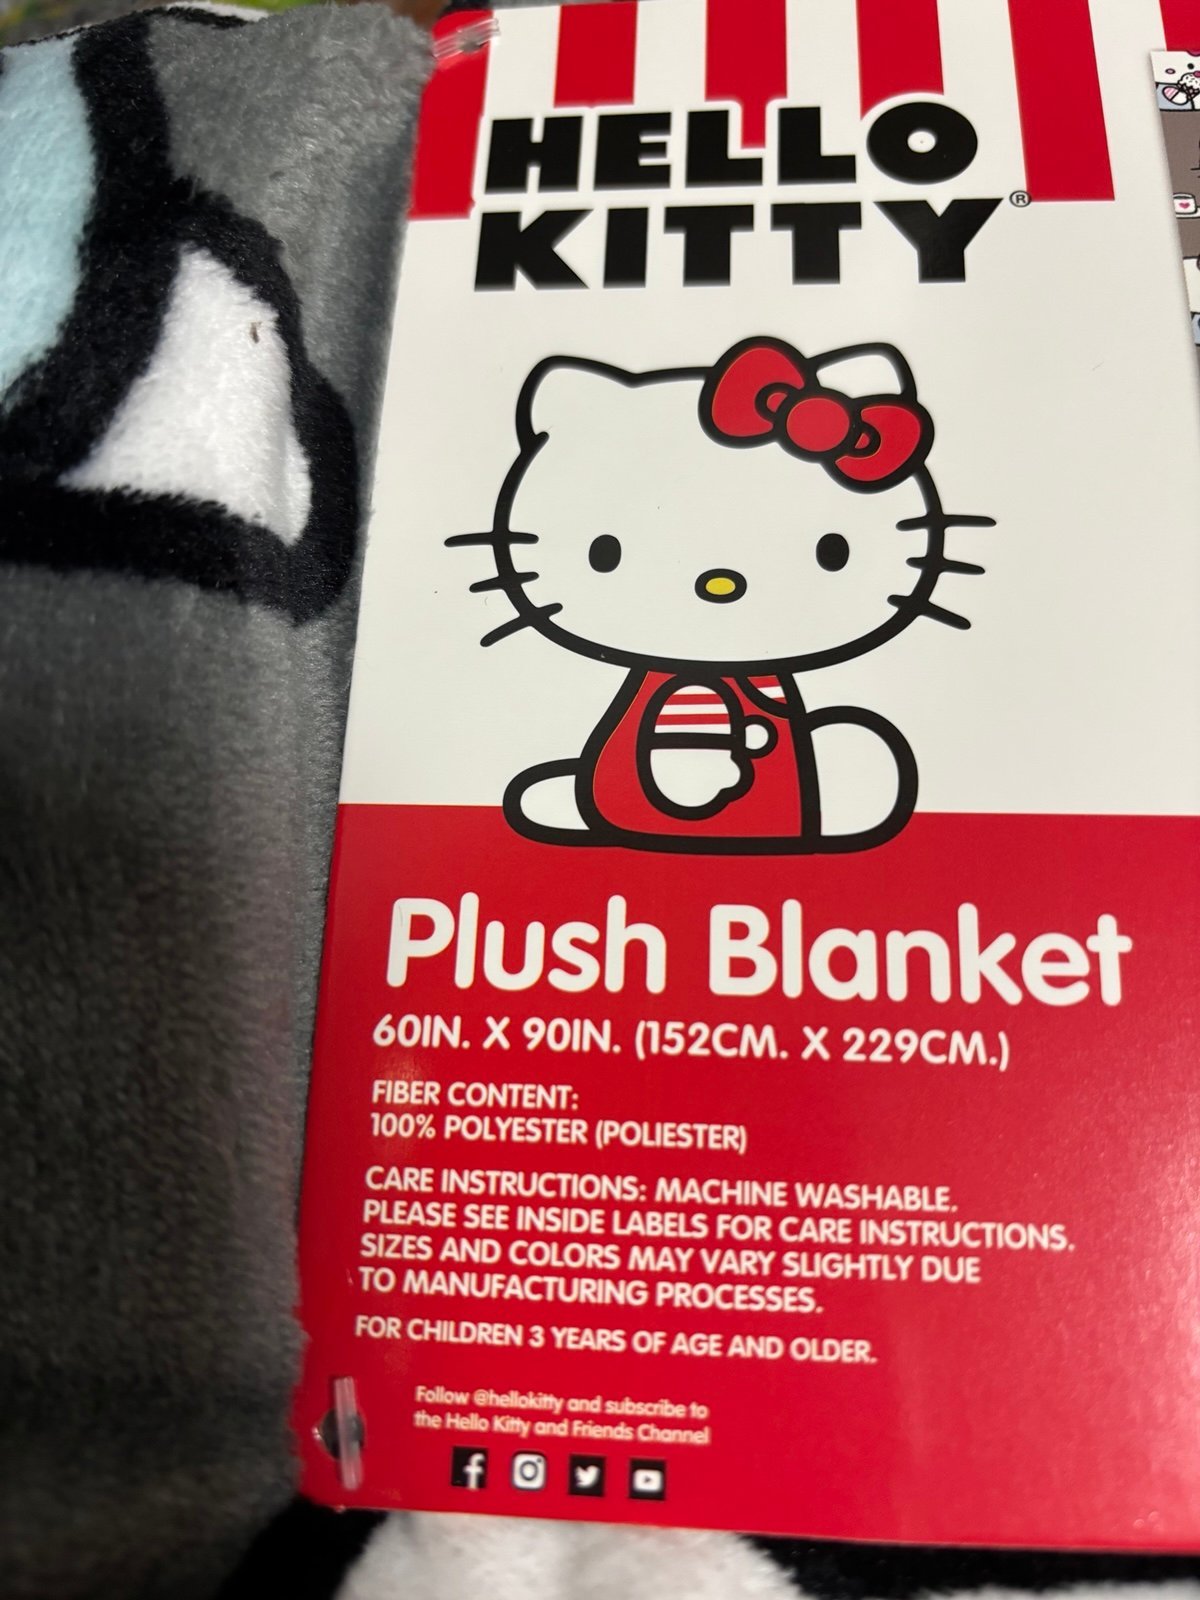 HELLO
KITTY®
Plush Blanket
60IN. X 90IN. (152CM. X 229CM.)
FIBER CONTENT:
100% POLYESTER (POLIESTER)
CARE INSTRUCTIONS: MACHINE WASHABLE.
PLEASE SEE INSIDE LABELS FOR CARE INSTRUCTIONS.
SIZES AND COLORS MAY VARY SLIGHTLY DUE
TO MANUFACTURING PROCESSES.
FOR CHILDREN 3 YEARS OF AGE AND OLDER.
Follow @hellokitty and subscribe to
the Hello Kitty and Friends Channel